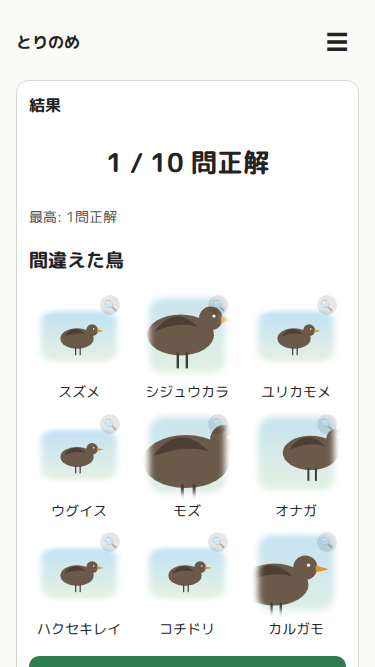 とりのめ
結果
1 / 10 問正解
最高: 1問正解
間違えた鳥
スズメ
シジュウカラ
ユリカモメ
ウグイス
モズ
オナガ
ハクセキレイ
コチドリ
カルガモ